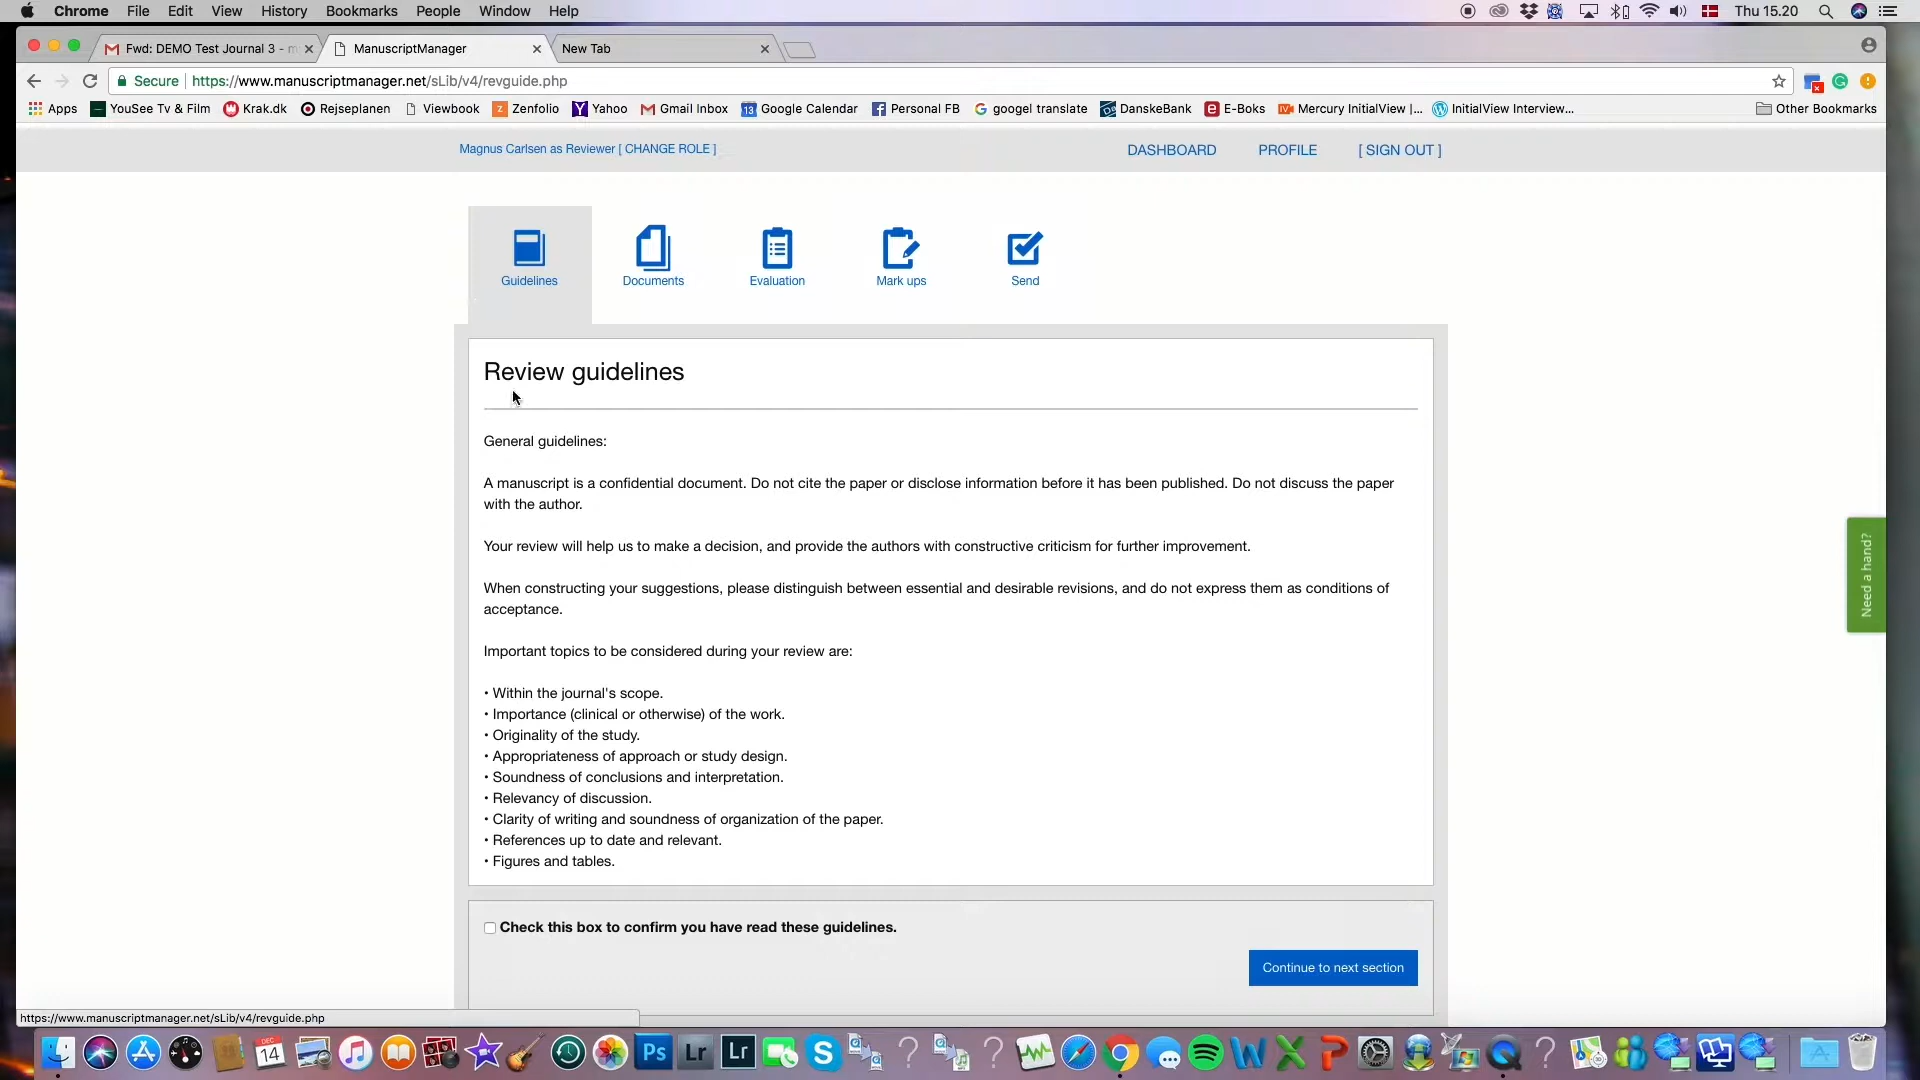 Chrome File Edit View History Bookmarks People Window Help Thu 15.20
Fwd: DEMO Test Journal 3 - m ManuscriptManager New Tab
Secure https://www.manuscriptmanager.net/sLib/v4/revguide.php
Apps YouSee Tv & Film Krak.dk Rejseplanen Viewbook Zenfolio Yahoo Gmail Inbox 13 Google Calendar Personal FB googel translate DanskeBank E-Boks Mercury InitialView |... InitialView Interview... Other Bookmarks
Magnus Carlsen as Reviewer [ CHANGE ROLE ] DASHBOARD PROFILE [ SIGN OUT ]
Guidelines Documents Evaluation Mark ups Send
Review guidelines
General guidelines:
A manuscript is a confidential document. Do not cite the paper or disclose information before it has been published. Do not discuss the paper
with the author.
Your review will help us to make a decision, and provide the authors with constructive criticism for further improvement.
Need a hand?
When constructing your suggestions, please distinguish between essential and desirable revisions, and do not express them as conditions of
acceptance.
Important topics to be considered during your review are:
• Within the journal's scope.
• Importance (clinical or otherwise) of the work.
• Originality of the study.
• Appropriateness of approach or study design.
• Soundness of conclusions and interpretation.
• Relevancy of discussion.
• Clarity of writing and soundness of organization of the paper.
• References up to date and relevant.
• Figures and tables.
Check this box to confirm you have read these guidelines.
Continue to next section
https://www.manuscriptmanager.net/sLib/v4/revguide.php
DEC
14
Ps Lr Lr